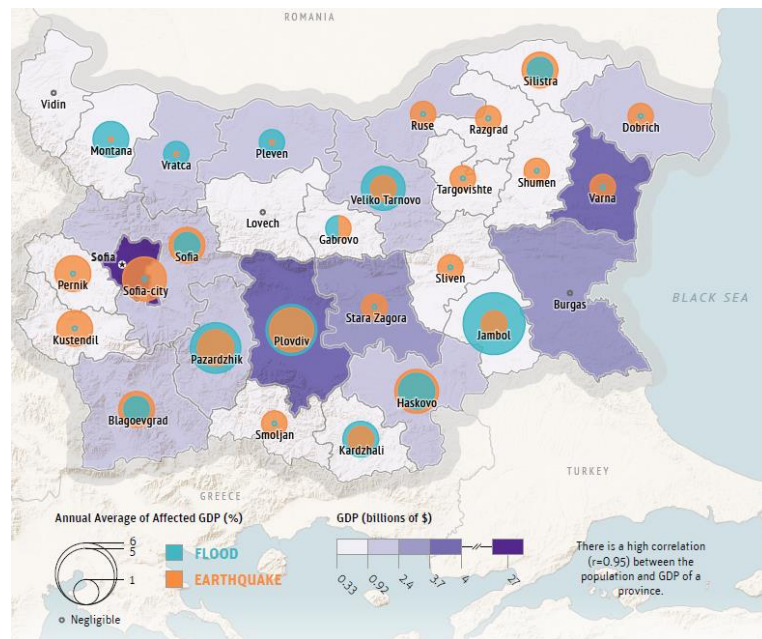 ROMANIA
Vidin
Montana
Vratca
Pleven
Ruse
Silistra
Razgrad
Dobrich
Veliko Tarnovo
Targovishte
Shumen
Varna
Lovech
Gabrovo
Sofia
Sofia
Sofia-city
Pernik
Kustendil
Sliven
Burgas
BLACK SEA
Stara Zagora
Jambol
Plovdiv
Pazardzhik
Haskovo
Blagoevgrad
Smoljan
Kardzhali
TURKEY
GREECE
Annual Average of Affected GDP (%)
6
5
1
FLOOD
EARTHQUAKE
Negligible
GDP (billions of $)
0.33
0.92
2.4
3.7
4
27
There is a high correlation
(r=0.95) between the
population and GDP of a
province.